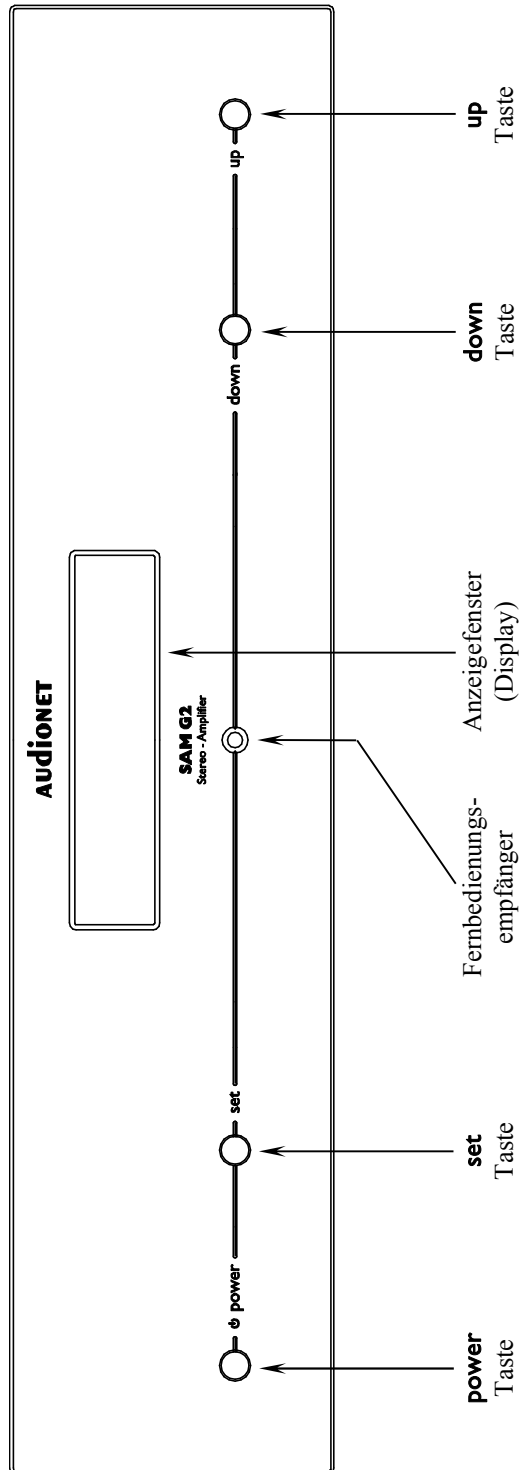 AUDIONET
SAM G2
Stereo - Amplifier
power
set
down
up
power
Taste
set
Taste
Fernbedienungs-
empfänger
Anzeigefenster
(Display)
down
Taste
up
Taste